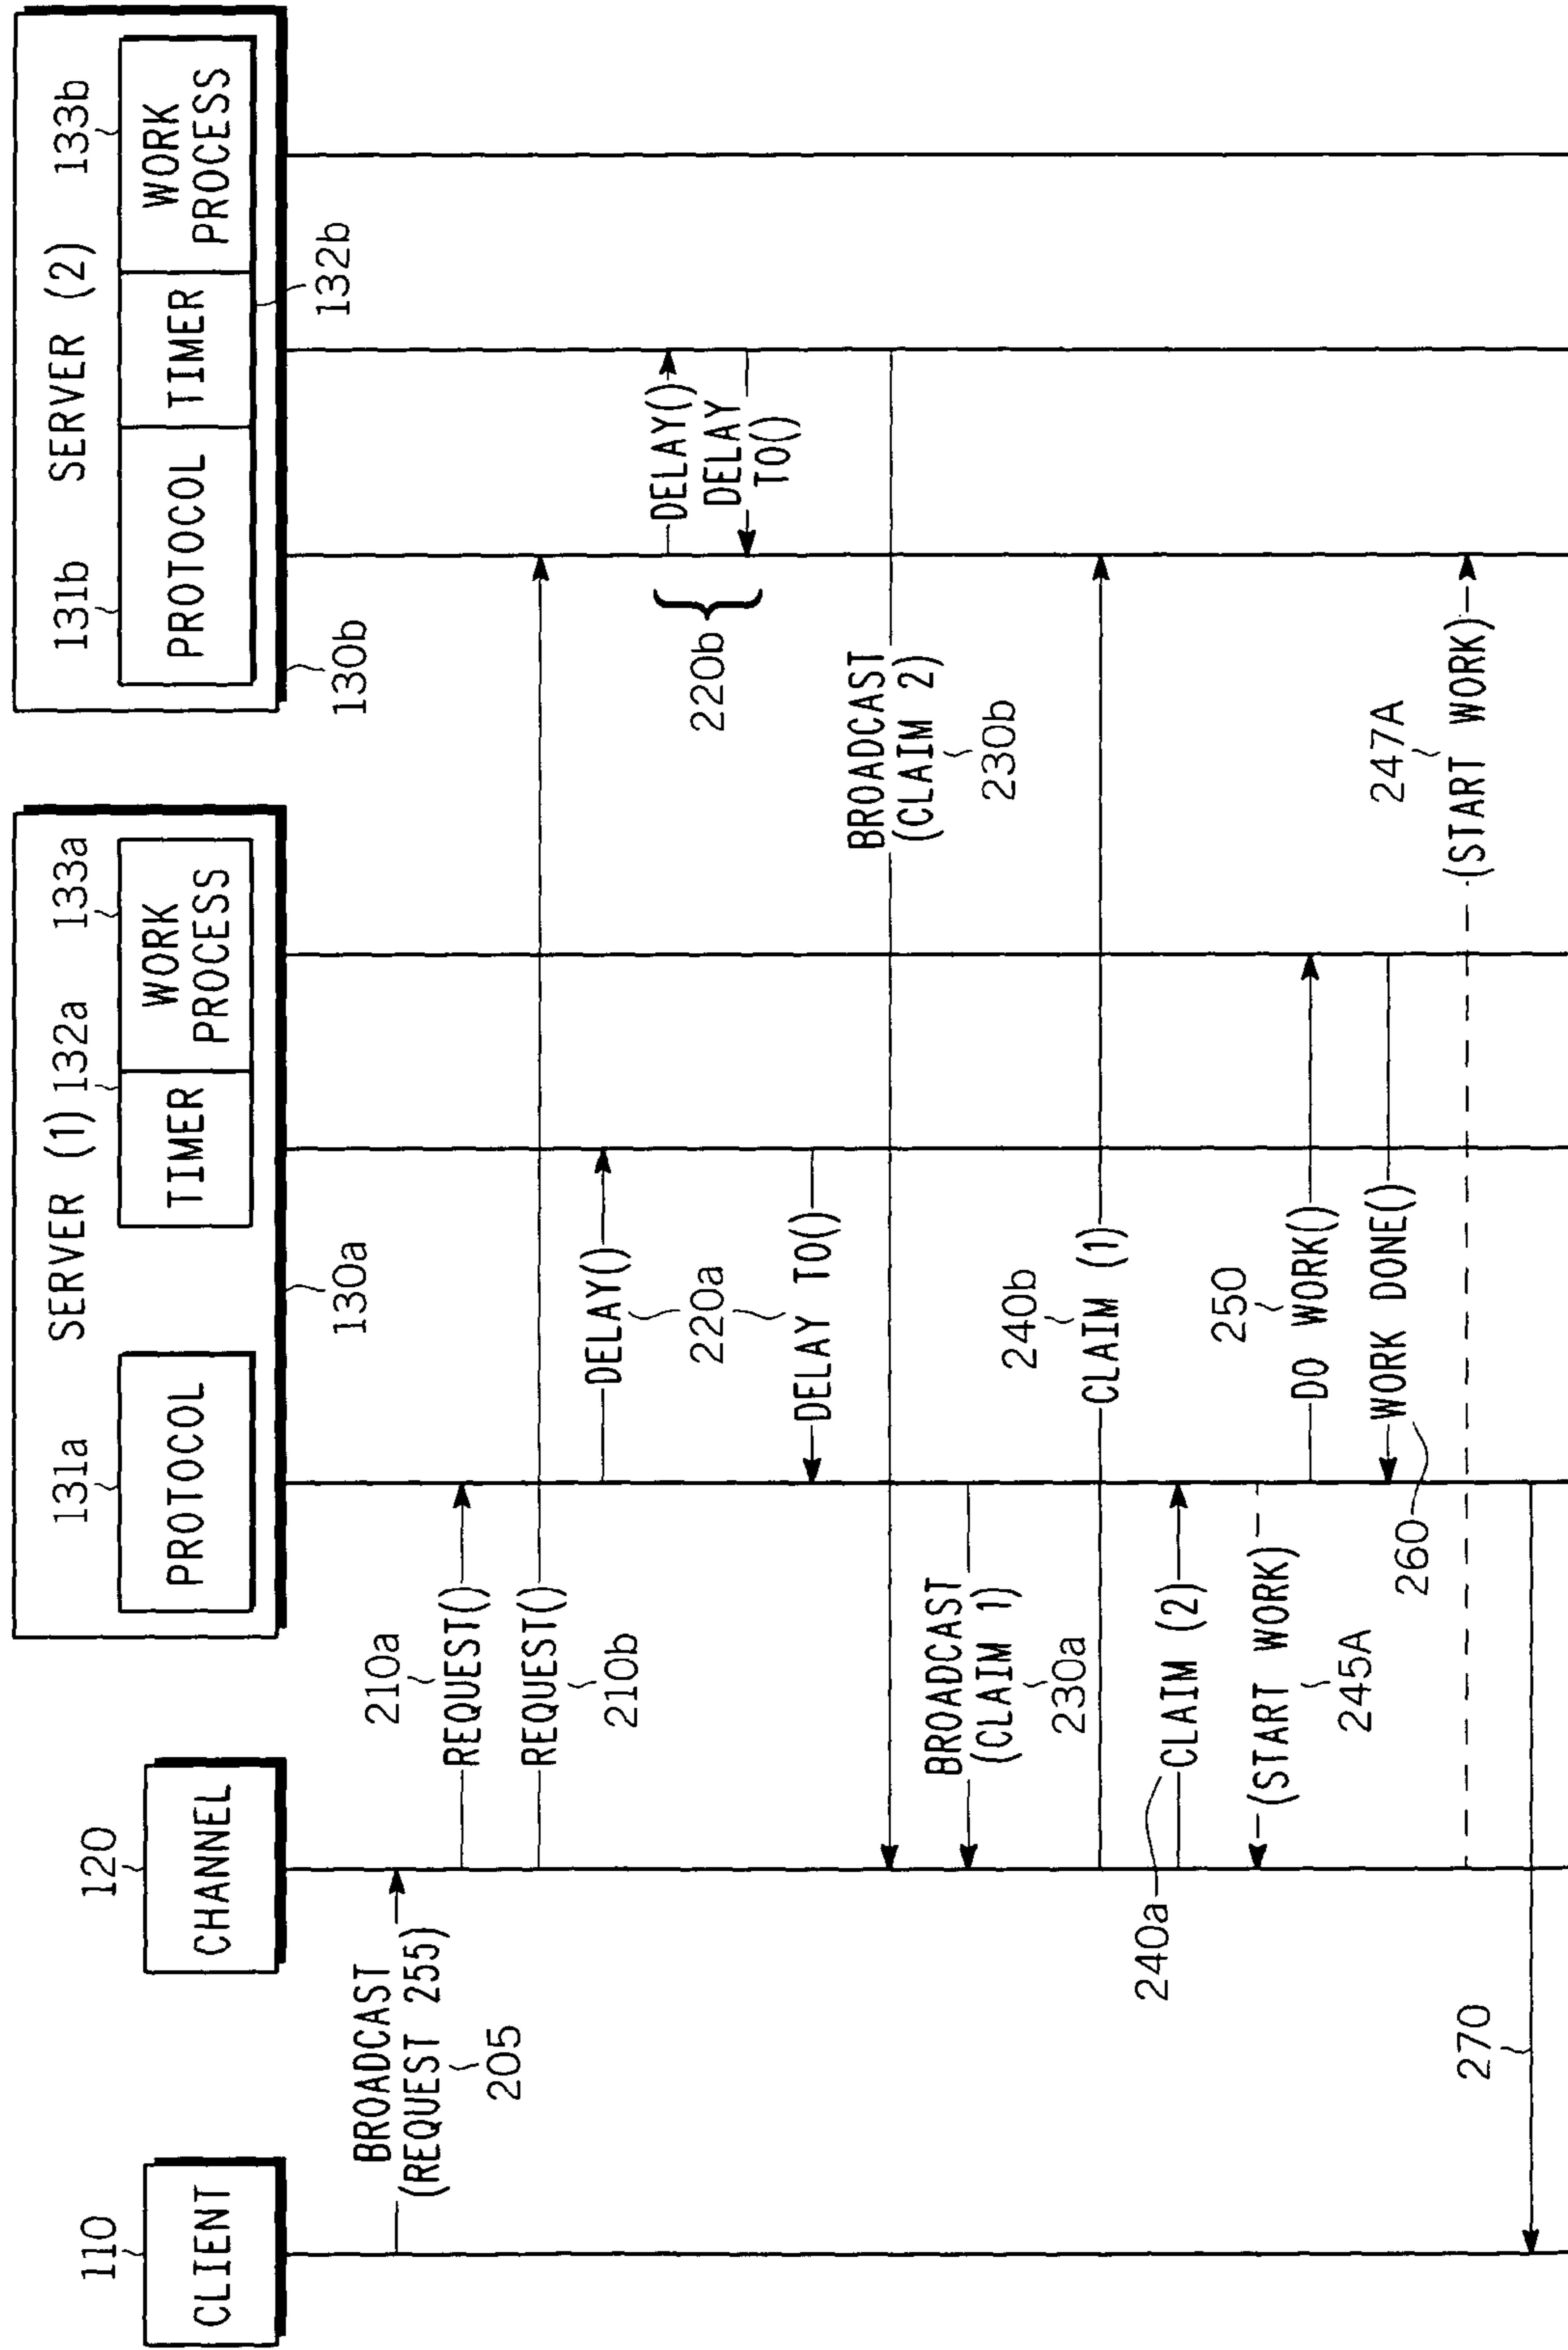 110
CLIENT
120
CHANNEL
SERVER (1)
131a
PROTOCOL
132a
TIMER
133a
WORK
PROCESS
130a
SERVER (2)
131b
PROTOCOL
TIMER
132b
133b
WORK
PROCESS
130b
BROADCAST
(REQUEST 255)
205
210a
REQUEST()
REQUEST()
210b
DELAY()
220a
DELAY TO()
DELAY()
DELAY
TO()
220b
BROADCAST
(CLAIM 2)
230b
BROADCAST
(CLAIM 1)
230a
240b
CLAIM (1)
240a
CLAIM (2)
(START WORK)
245A
250
DO WORK()
WORK DONE()
260
247A
(START WORK)
270